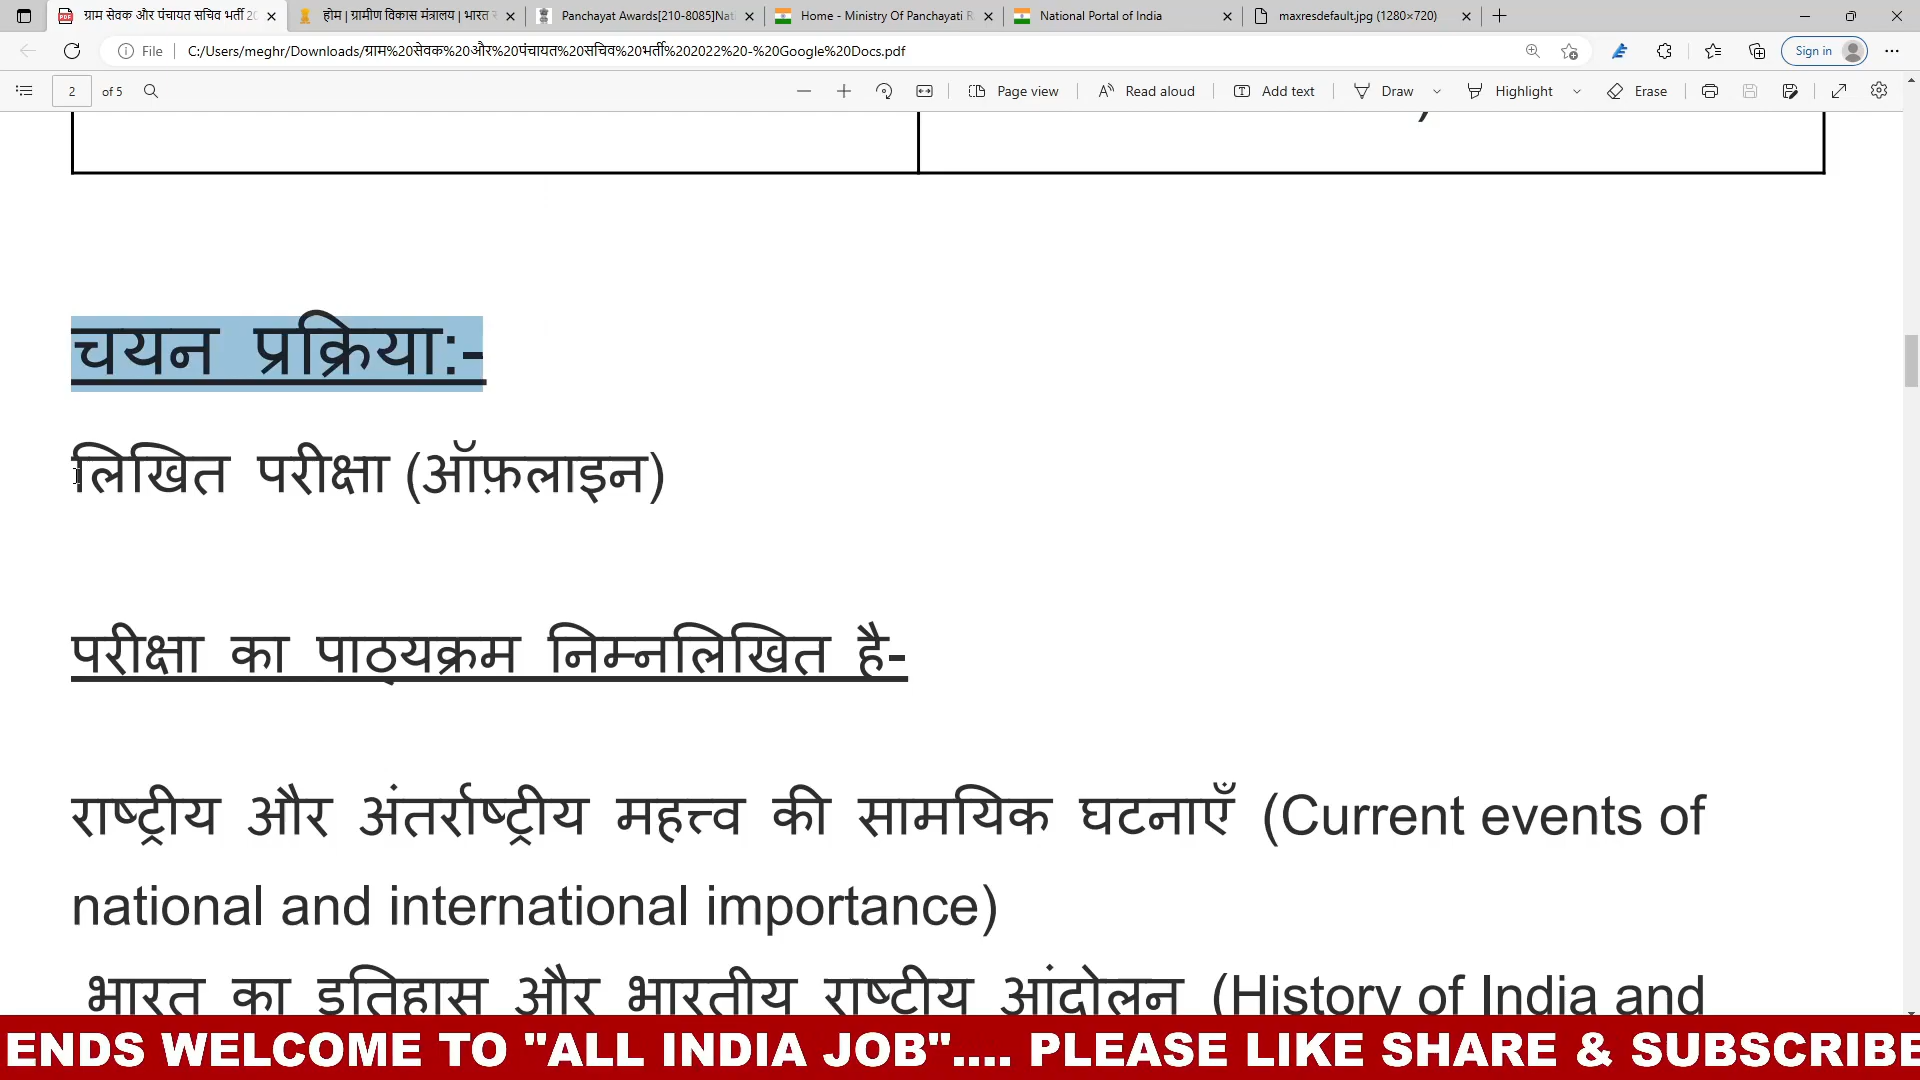 ग्राम सेवक और पंचायत सचिव भर्ती 20
होम | ग्रामीण विकास मंत्रालय | भारत
Panchayat Awards[210-8085]Nat
Home - Ministry Of Panchayati R
National Portal of India
maxresdefault.jpg (1280×720)
File
C:/Users/meghr/Downloads/ग्राम%20सेवक%20और%20पंचायत%20सचिव%20भर्ती%202022%20-%20Google%20Docs.pdf
Sign in
2 of 5
Page view
Read aloud
Add text
Draw
Highlight
Erase
चयन प्रक्रिया:-
लिखित परीक्षा (ऑफ़लाइन)
परीक्षा का पाठ्यक्रम निम्नलिखित है-
राष्ट्रीय और अंतर्राष्ट्रीय महत्त्व की सामयिक घटनाएँ (Current events of
national and international importance)
भारत का इतिहास और भारतीय राष्ट्रीय आंदोलन (History of India and
ENDS WELCOME TO "ALL INDIA JOB".... PLEASE LIKE SHARE & SUBSCRIBE